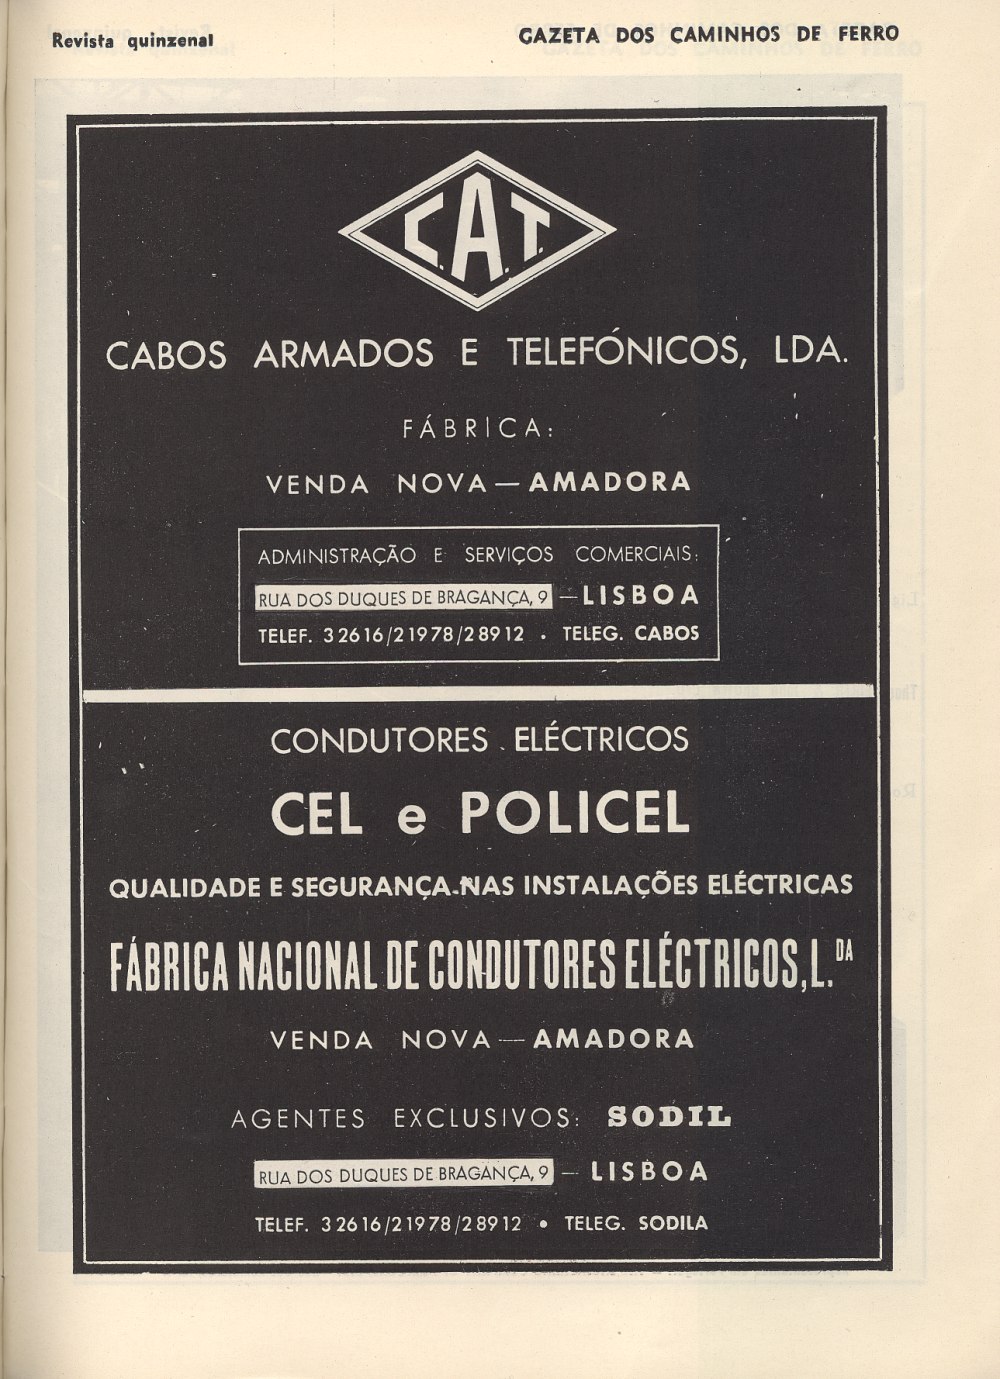 Revista quinzenal
GAZETA DOS CAMINHOS DE FERRO
C.A.T.
CABOS ARMADOS E TELEFÓNICOS, LDA.
FÁBRICA:
VENDA NOVA — AMADORA
ADMINISTRAÇÃO E SERVIÇOS COMERCIAIS:
RUA DOS DUQUES DE BRAGANÇA, 9 — LISBOA
TELEF. 32616/21978/28912 • TELEG. CABOS
CONDUTORES ELÉCTRICOS
CEL e POLICEL
QUALIDADE E SEGURANÇA NAS INSTALAÇÕES ELÉCTRICAS
FÁBRICA NACIONAL DE CONDUTORES ELÉCTRICOS, L.DA
VENDA NOVA — AMADORA
AGENTES EXCLUSIVOS: SODIL
RUA DOS DUQUES DE BRAGANÇA, 9 — LISBOA
TELEF. 32616/21978/28912 • TELEG. SODILA